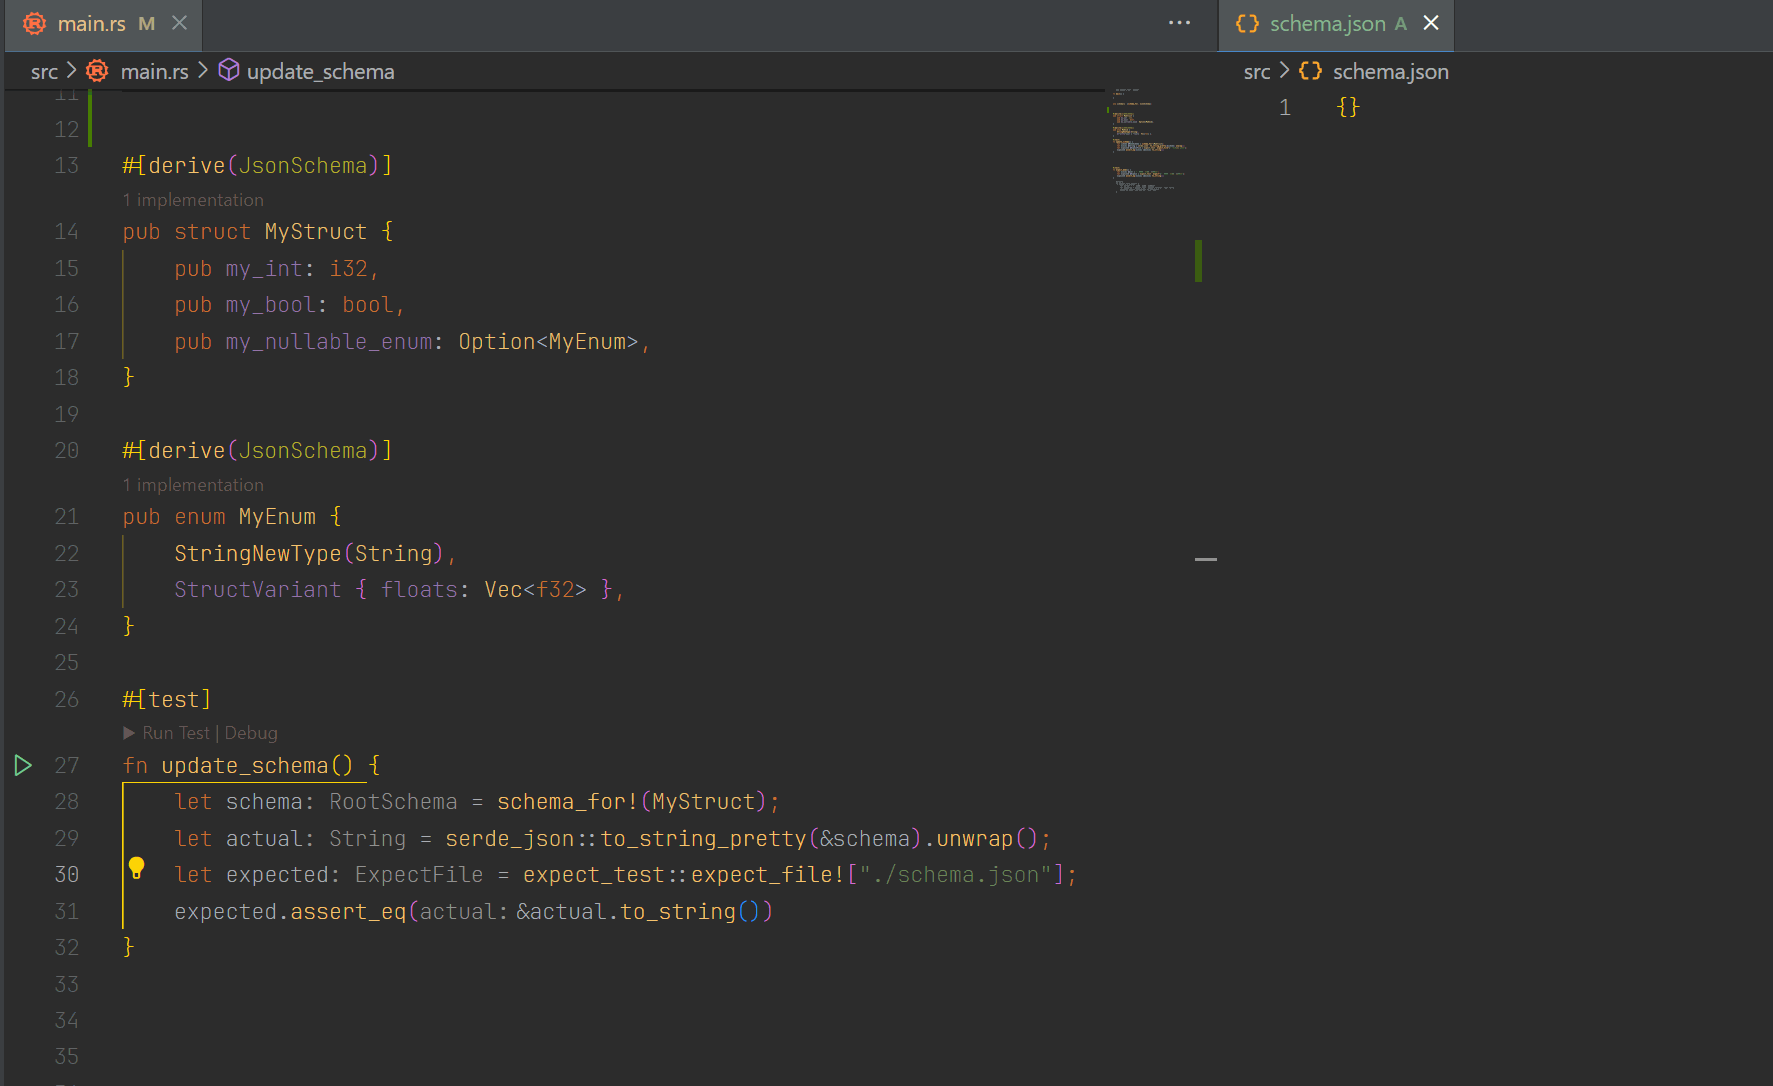 main.rs M
schema.json A
src > main.rs > update_schema
src > schema.json
11
12
13 #[derive(JsonSchema)]
1 implementation
14 pub struct MyStruct {
15 pub my_int: i32,
16 pub my_bool: bool,
17 pub my_nullable_enum: Option<MyEnum>,
18 }
19
20 #[derive(JsonSchema)]
1 implementation
21 pub enum MyEnum {
22 StringNewType(String),
23 StructVariant { floats: Vec<f32> },
24 }
25
26 #[test]
Run Test | Debug
27 fn update_schema() {
28 let schema: RootSchema = schema_for!(MyStruct);
29 let actual: String = serde_json::to_string_pretty(&schema).unwrap();
30 let expected: ExpectFile = expect_test::expect_file!["./schema.json"];
31 expected.assert_eq(actual: &actual.to_string())
32 }
33
34
35
1 {}